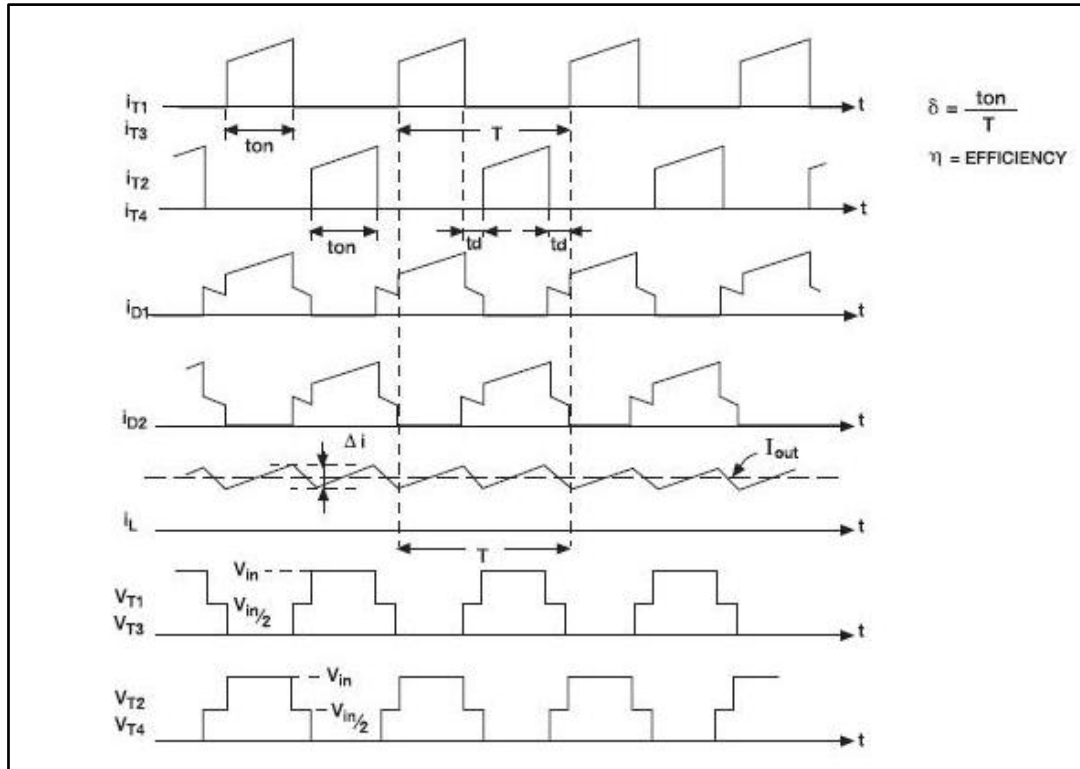 iT1
t
iT3
ton
T
δ = ton / T
η = EFFICIENCY
iT2
iT4
t
ton
td
td
iD1
t
iD2
t
Δ i
Iout
iL
t
T
Vin
VT1
Vin/2
VT3
t
Vin
VT2
Vin/2
VT4
t